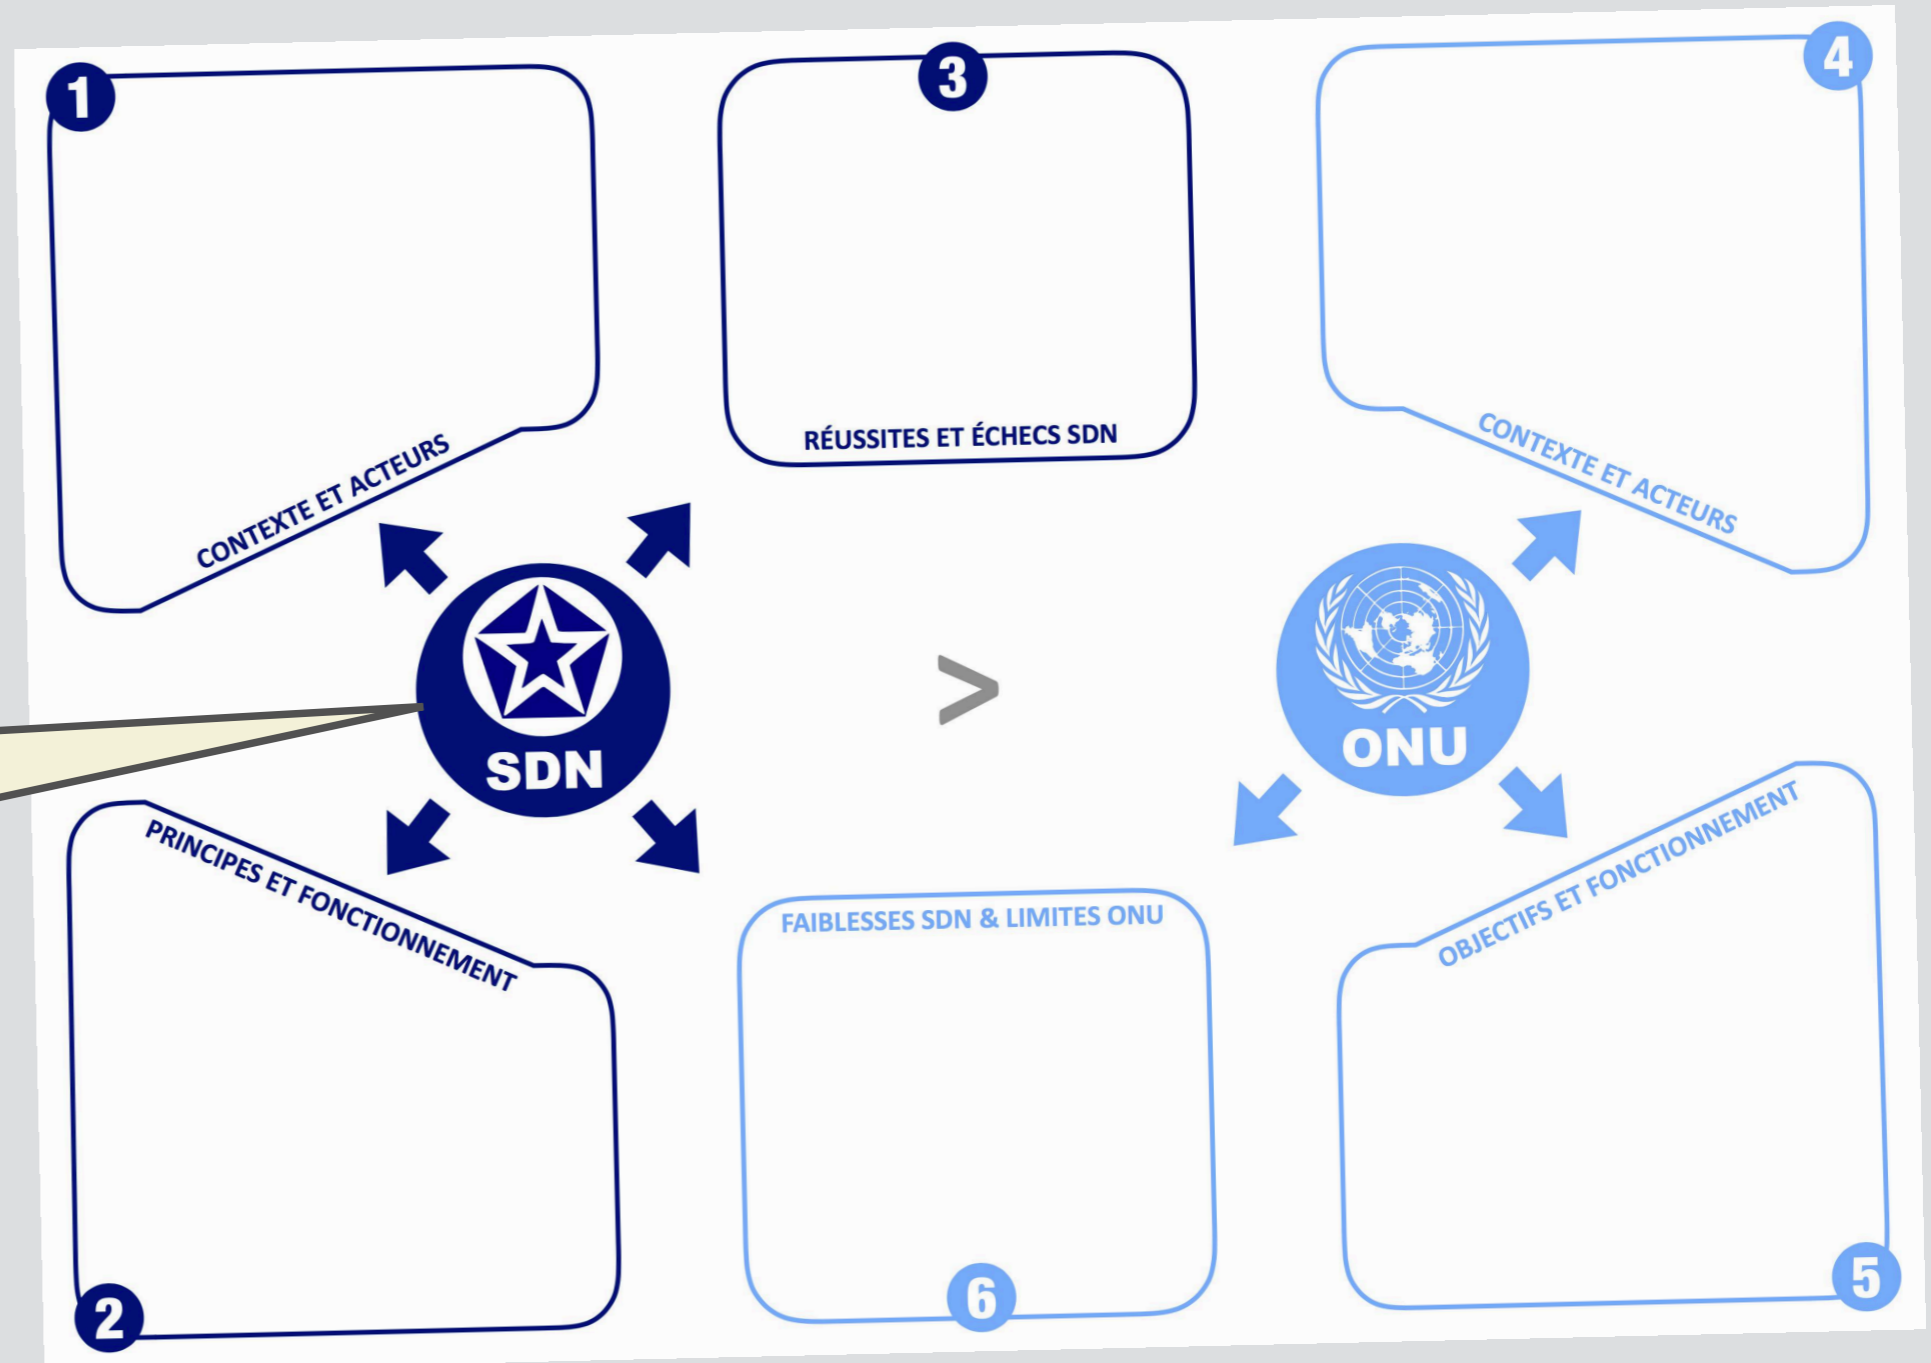 1
CONTEXTE ET ACTEURS
3
RÉUSSITES ET ÉCHECS SDN
4
CONTEXTE ET ACTEURS
SDN
>
ONU
PRINCIPES ET FONCTIONNEMENT
2
FAIBLESSES SDN & LIMITES ONU
6
OBJECTIFS ET FONCTIONNEMENT
5